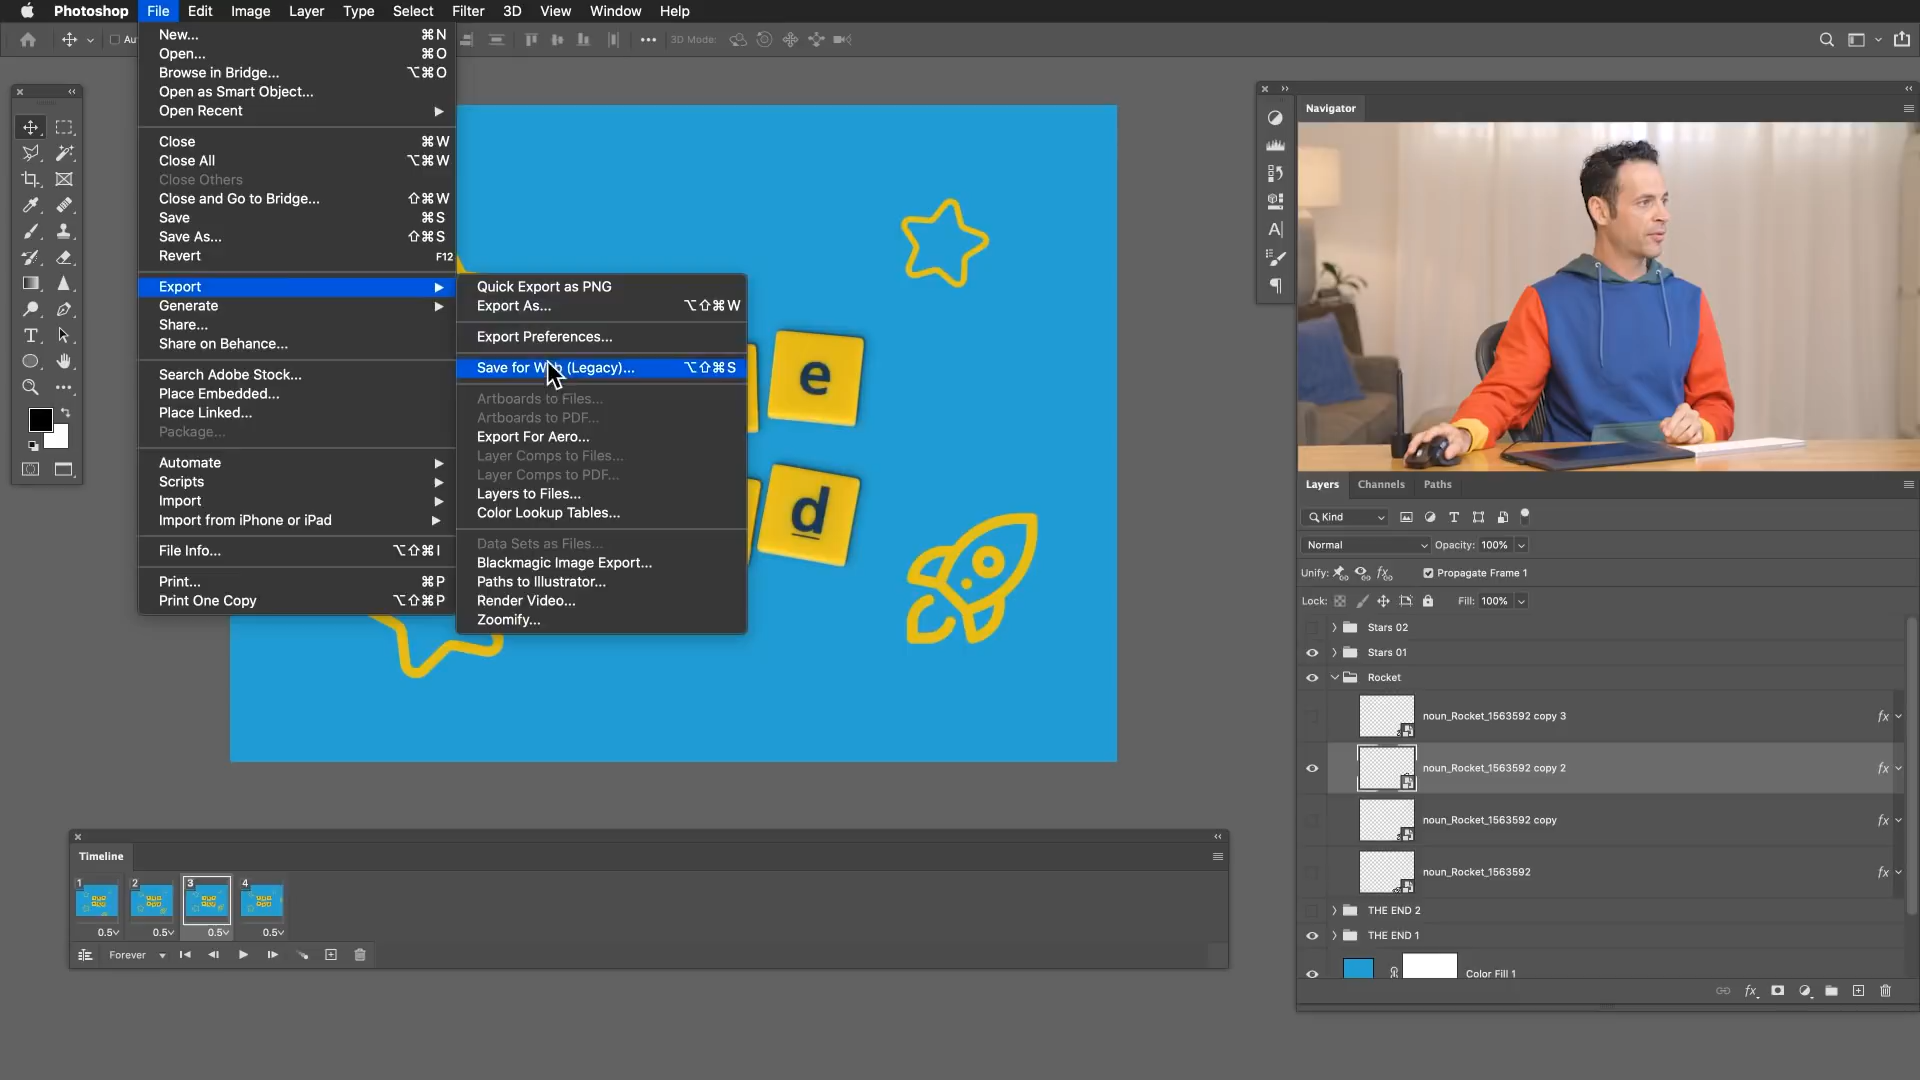 Photoshop File Edit Image Layer Type Select Filter 3D View Window Help
Au
3D Mode:
New... ⌘N
Open... ⌘O
Browse in Bridge... ⌥⌘O
Open as Smart Object...
Open Recent
Close ⌘W
Close All ⌥⌘W
Close Others
Close and Go to Bridge... ⇧⌘W
Save ⌘S
Save As... ⇧⌘S
Revert F12
Export
Generate
Share...
Share on Behance...
Search Adobe Stock...
Place Embedded...
Place Linked...
Package...
Automate
Scripts
Import
Import from iPhone or iPad
File Info... ⌥⇧⌘I
Print... ⌘P
Print One Copy ⌥⇧⌘P
Quick Export as PNG
Export As... ⌥⇧⌘W
Export Preferences...
Save for W (Legacy)... ⌥⇧⌘S
Artboards to Files...
Artboards to PDF...
Export For Aero...
Layer Comps to Files...
Layer Comps to PDF...
Layers to Files...
Color Lookup Tables...
Data Sets as Files...
Blackmagic Image Export...
Paths to Illustrator...
Render Video...
Zoomify...
e
d
Navigator
Layers Channels Paths
Kind
Normal Opacity: 100%
Unify: Propagate Frame 1
Lock: Fill: 100%
Stars 02
Stars 01
Rocket
noun_Rocket_1563592 copy 3 fx
noun_Rocket_1563592 copy 2 fx
noun_Rocket_1563592 copy fx
noun_Rocket_1563592 fx
THE END 2
THE END 1
Color Fill 1
fx
Timeline
1 2 3 4
0.5 0.5 0.5 0.5
Forever